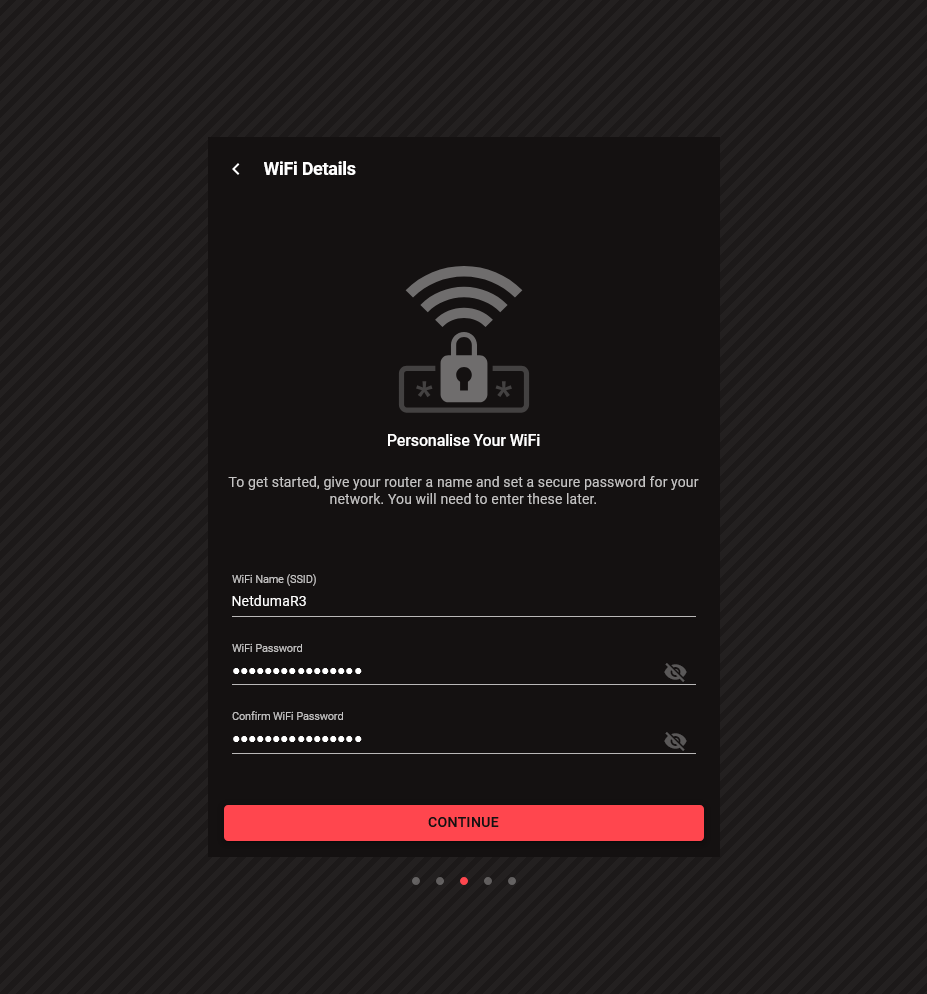 WiFi Details
* *
Personalise Your WiFi
To get started, give your router a name and set a secure password for your
network. You will need to enter these later.
WiFi Name (SSID)
NetdumaR3
WiFi Password
••••••••••••••••
Confirm WiFi Password
••••••••••••••••
CONTINUE